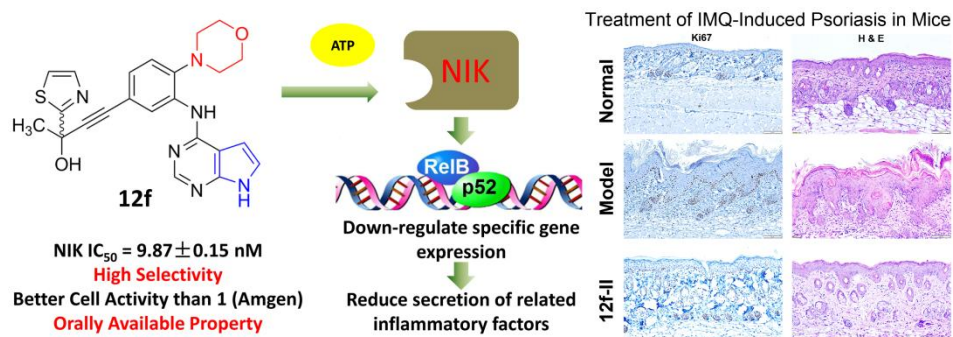 Treatment of IMQ-Induced Psoriasis in Mice
Ki67
H & E
Normal
Model
12f-II
O
N
S
N
H3C
OH
NH
N
N
N
H
12f
NIK IC50 = 9.87±0.15 nM
High Selectivity
Better Cell Activity than 1 (Amgen)
Orally Available Property
ATP
NIK
RelB
p52
Down-regulate specific gene
expression
Reduce secretion of related
inflammatory factors